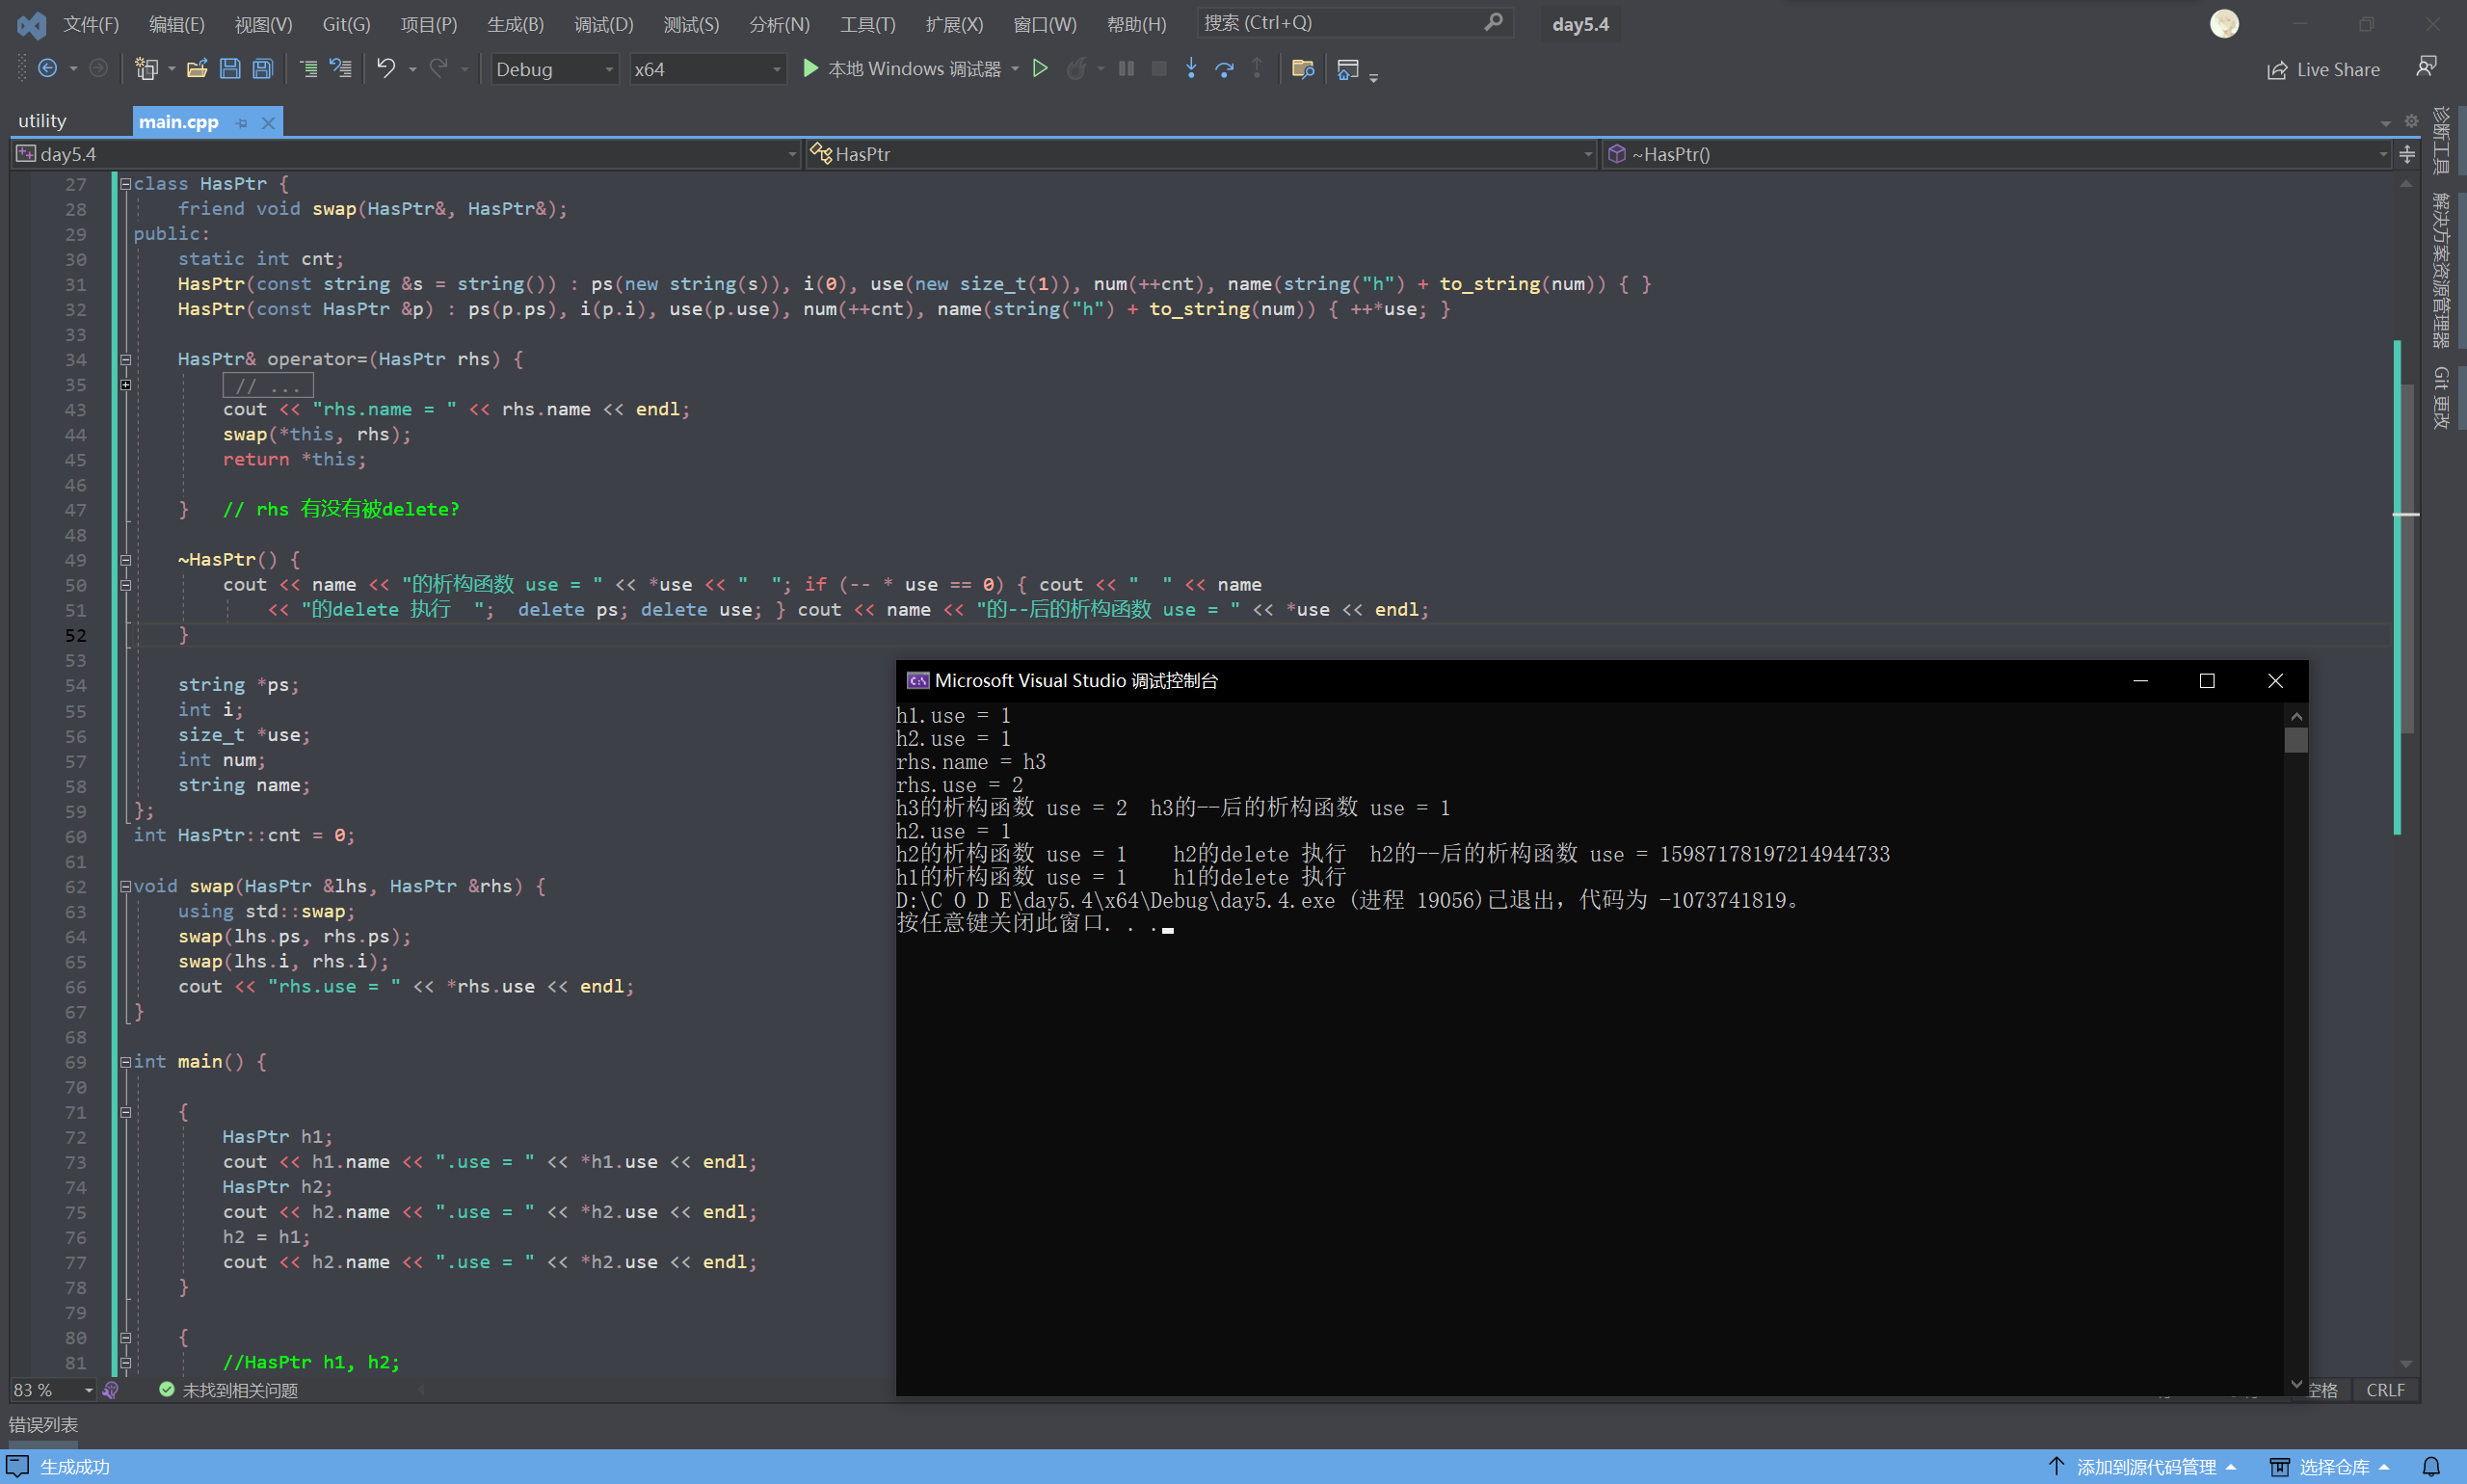 文件(F) 编辑(E) 视图(V) Git(G) 项目(P) 生成(B) 调试(D) 测试(S) 分析(N) 工具(T) 扩展(X) 窗口(W) 帮助(H) 搜索 (Ctrl+Q) day5.4
Debug x64 本地 Windows 调试器 Live Share
utility main.cpp
day5.4 HasPtr ~HasPtr()
诊断工具
解决方案资源管理器
Git 更改
27 class HasPtr {
28 friend void swap(HasPtr&, HasPtr&);
29 public:
30 static int cnt;
31 HasPtr(const string &s = string()) : ps(new string(s)), i(0), use(new size_t(1)), num(++cnt), name(string("h") + to_string(num)) { }
32 HasPtr(const HasPtr &p) : ps(p.ps), i(p.i), use(p.use), num(++cnt), name(string("h") + to_string(num)) { ++*use; }
33
34 HasPtr& operator=(HasPtr rhs) {
35 // ...
43 cout << "rhs.name = " << rhs.name << endl;
44 swap(*this, rhs);
45 return *this;
46
47 } // rhs 有没有被delete?
48
49 ~HasPtr() {
50 cout << name << "的析构函数 use = " << *use << "  "; if (-- * use == 0) { cout << "  " << name
51 << "的delete 执行  ";  delete ps; delete use; } cout << name << "的--后的析构函数 use = " << *use << endl;
52 }
53
54 string *ps;
55 int i;
56 size_t *use;
57 int num;
58 string name;
59 };
60 int HasPtr::cnt = 0;
61
62 void swap(HasPtr &lhs, HasPtr &rhs) {
63 using std::swap;
64 swap(lhs.ps, rhs.ps);
65 swap(lhs.i, rhs.i);
66 cout << "rhs.use = " << *rhs.use << endl;
67 }
68
69 int main() {
70
71 {
72 HasPtr h1;
73 cout << h1.name << ".use = " << *h1.use << endl;
74 HasPtr h2;
75 cout << h2.name << ".use = " << *h2.use << endl;
76 h2 = h1;
77 cout << h2.name << ".use = " << *h2.use << endl;
78 }
79
80 {
81 //HasPtr h1, h2;
Microsoft Visual Studio 调试控制台
h1.use = 1
h2.use = 1
rhs.name = h3
rhs.use = 2
h3的析构函数 use = 2  h3的--后的析构函数 use = 1
h2.use = 1
h2的析构函数 use = 1    h2的delete 执行  h2的--后的析构函数 use = 15987178197214944733
h1的析构函数 use = 1    h1的delete 执行
D:\C O D E\day5.4\x64\Debug\day5.4.exe (进程 19056)已退出，代码为 -1073741819。
按任意键关闭此窗口. . .
83 % 未找到相关问题 空格 CRLF
错误列表
生成成功 添加到源代码管理 选择仓库